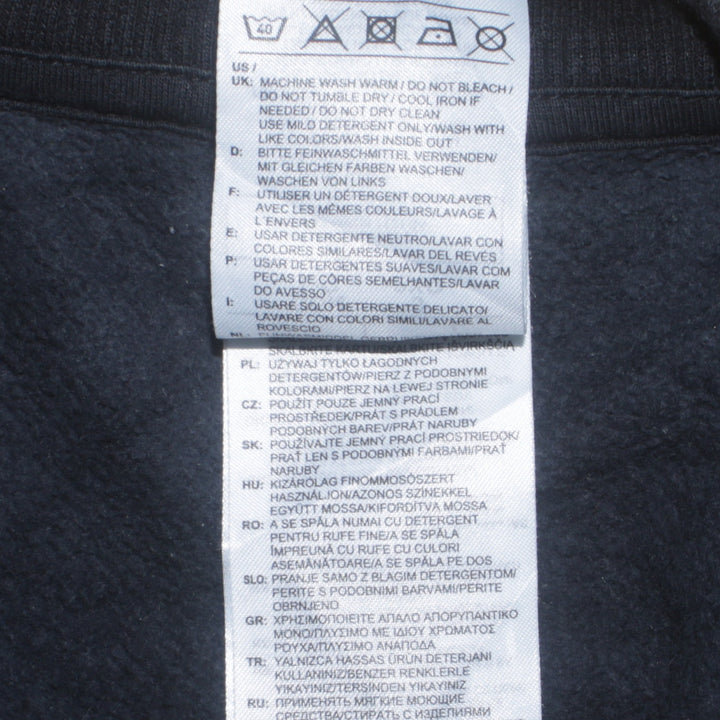 40
US /
UK: MACHINE WASH WARM / DO NOT BLEACH /
DO NOT TUMBLE DRY / COOL IRON IF
NEEDED / DO NOT DRY CLEAN
USE MILD DETERGENT ONLY/WASH WITH
LIKE COLORS/WASH INSIDE OUT
D: BITTE FEINWASCHMITTEL VERWENDEN/
MIT GLEICHEN FARBEN WASCHEN/
WASCHEN VON LINKS
F: UTILISER UN DÉTERGENT DOUX/LAVER
AVEC LES MÊMES COULEURS/LAVAGE À
L'ENVERS
E: USAR DETERGENTE NEUTRO/LAVAR CON
COLORES SIMILARES/LAVAR DEL REVÉS
P: USAR DETERGENTES SUAVES/LAVAR COM
PEÇAS DE CÔRES SEMELHANTES/LAVAR
DO AVESSO
I: USARE SOLO DETERGENTE DELICATO/
LAVARE CON COLORI SIMILI/LAVARE AL
ROVESCIO
NL:
IŠVIRKŠČIĄ
PL: UŻYWAJ TYLKO ŁAGODNYCH
DETERGENTÓW/PIERZ Z PODOBNYMI
KOLORAMI/PIERZ NA LEWEJ STRONIE
CZ: POUŽÍT POUZE JEMNÝ PRACÍ
PROSTŘEDEK/PRÁT S PRÁDLEM
PODOBNÝCH BAREV/PRÁT NARUBY
SK: POUŽÍVAJTE JEMNÝ PRACÍ PROSTRIEDOK/
PRAŤ LEN S PODOBNÝMI FARBAMI/PRAŤ
NARUBY
HU: KIZÁRÓLAG FINOMMOSÓSZERT
HASZNÁLJON/AZONOS SZÍNEKKEL
EGYÜTT MOSSA/KIFORDÍTVA MOSSA
RO: A SE SPĂLA NUMAI CU DETERGENT
PENTRU RUFE FINE/A SE SPĂLA
ÎMPREUNĂ CU RUFE CU CULORI
ASEMĂNĂTOARE/A SE SPĂLA PE DOS
SLO: PRANJE SAMO Z BLAGIM DETERGENTOM/
PERITE S PODOBNIMI BARVAMI/PERITE
OBRNJENO
GR: ΧΡΗΣΙΜΟΠΟΙΕΙΤΕ ΑΠΑΛΟ ΑΠΟΡΥΠΑΝΤΙΚΟ
ΜΟΝΟ/ΠΛΥΣΙΜΟ ΜΕ ΙΔΙΟΥ ΧΡΩΜΑΤΟΣ
ΡΟΥΧΑ/ΠΛΥΣΙΜΟ ΑΝΑΠΟΔΑ
TR: YALNIZCA HASSAS ÜRÜN DETERJANI
KULLANINIZ/BENZER RENKLERLE
YIKAYINIZ/TERSİNDEN YIKAYINIZ
RU: ПРИМЕНЯТЬ МЯГКИЕ МОЮЩИЕ
СРЕДСТВА/СТИРАТЬ С ИЗДЕЛИЯМИ